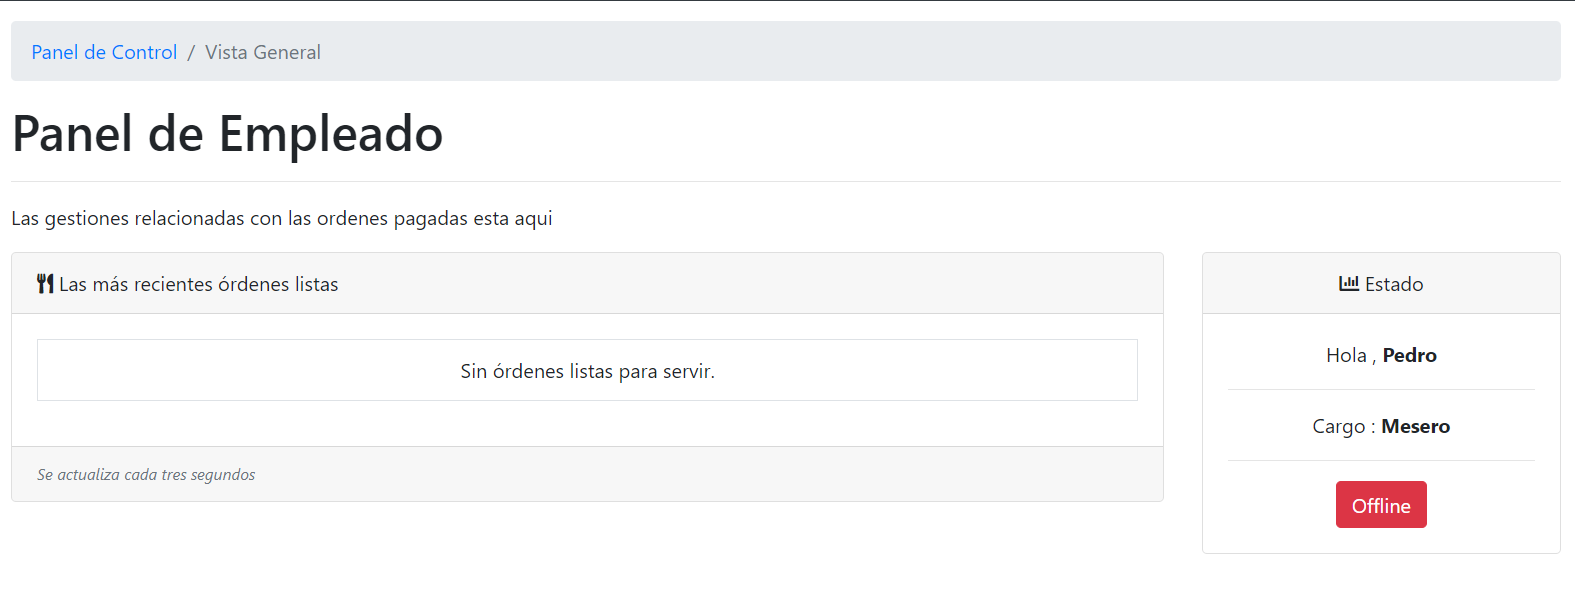 Panel de Control / Vista General
Panel de Empleado
Las gestiones relacionadas con las ordenes pagadas esta aqui
Las más recientes órdenes listas
Sin órdenes listas para servir.
Se actualiza cada tres segundos
Estado
Hola , Pedro
Cargo : Mesero
Offline